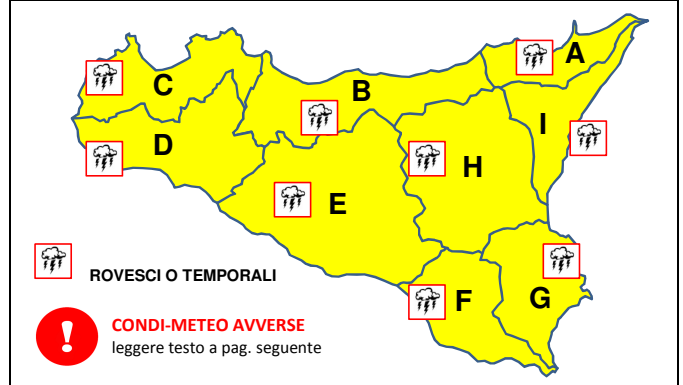 A
C
B
I
D
H
E
F
G
ROVESCI O TEMPORALI
!
CONDI-METEO AVVERSE
leggere testo a pag. seguente